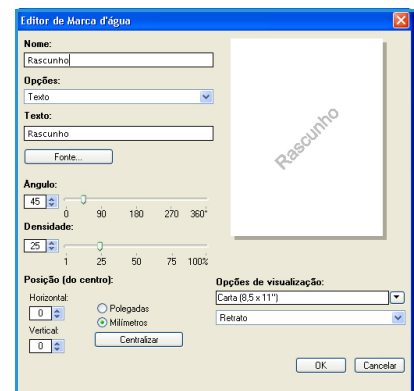 Editor de Marca d'água
Nome:
Rascunho
Opções:
Texto
Texto:
Rascunho
Fonte...
Ângulo:
45
0 90 180 270 360°
Densidade:
25
1 25 50 75 100%
Posição (do centro):
Horizontal:
0
Polegadas
Milímetros
Vertical:
0
Centralizar
Rascunho
Opções de visualização:
Carta (8,5 x 11")
Retrato
OK Cancelar